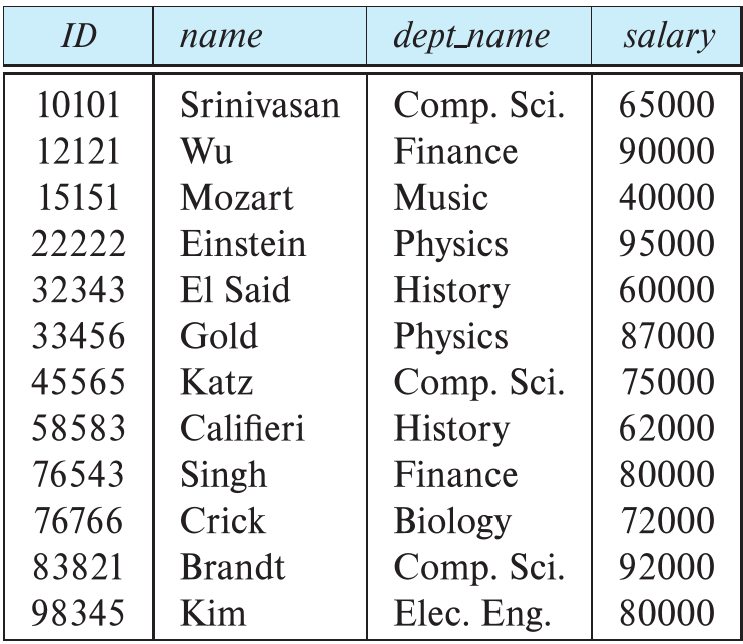 ID name dept_name salary
10101 Srinivasan Comp. Sci. 65000
12121 Wu Finance 90000
15151 Mozart Music 40000
22222 Einstein Physics 95000
32343 El Said History 60000
33456 Gold Physics 87000
45565 Katz Comp. Sci. 75000
58583 Califieri History 62000
76543 Singh Finance 80000
76766 Crick Biology 72000
83821 Brandt Comp. Sci. 92000
98345 Kim Elec. Eng. 80000